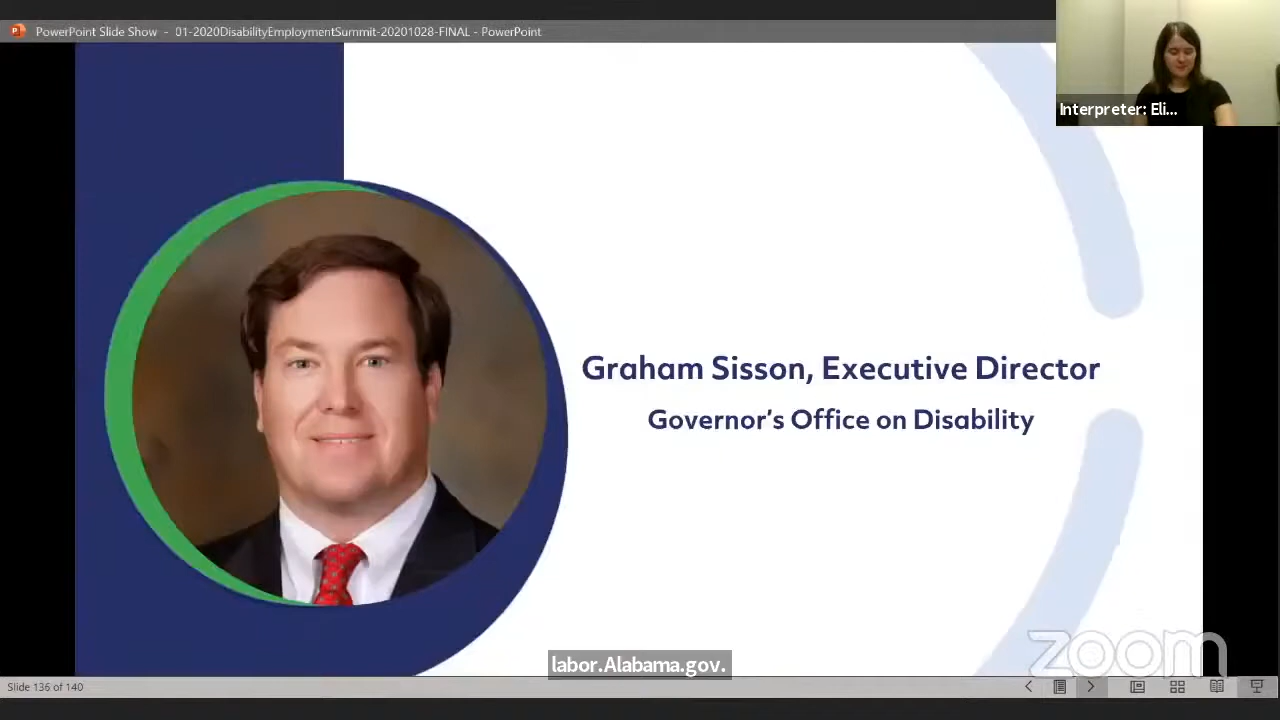 PowerPoint Slide Show - 01-2020DisabilityEmploymentSummit-20201028-FINAL - PowerPoint
Interpreter: Eli...
Graham Sisson, Executive Director
Governor's Office on Disability
zoom
labor.Alabama.gov.
Slide 136 of 140